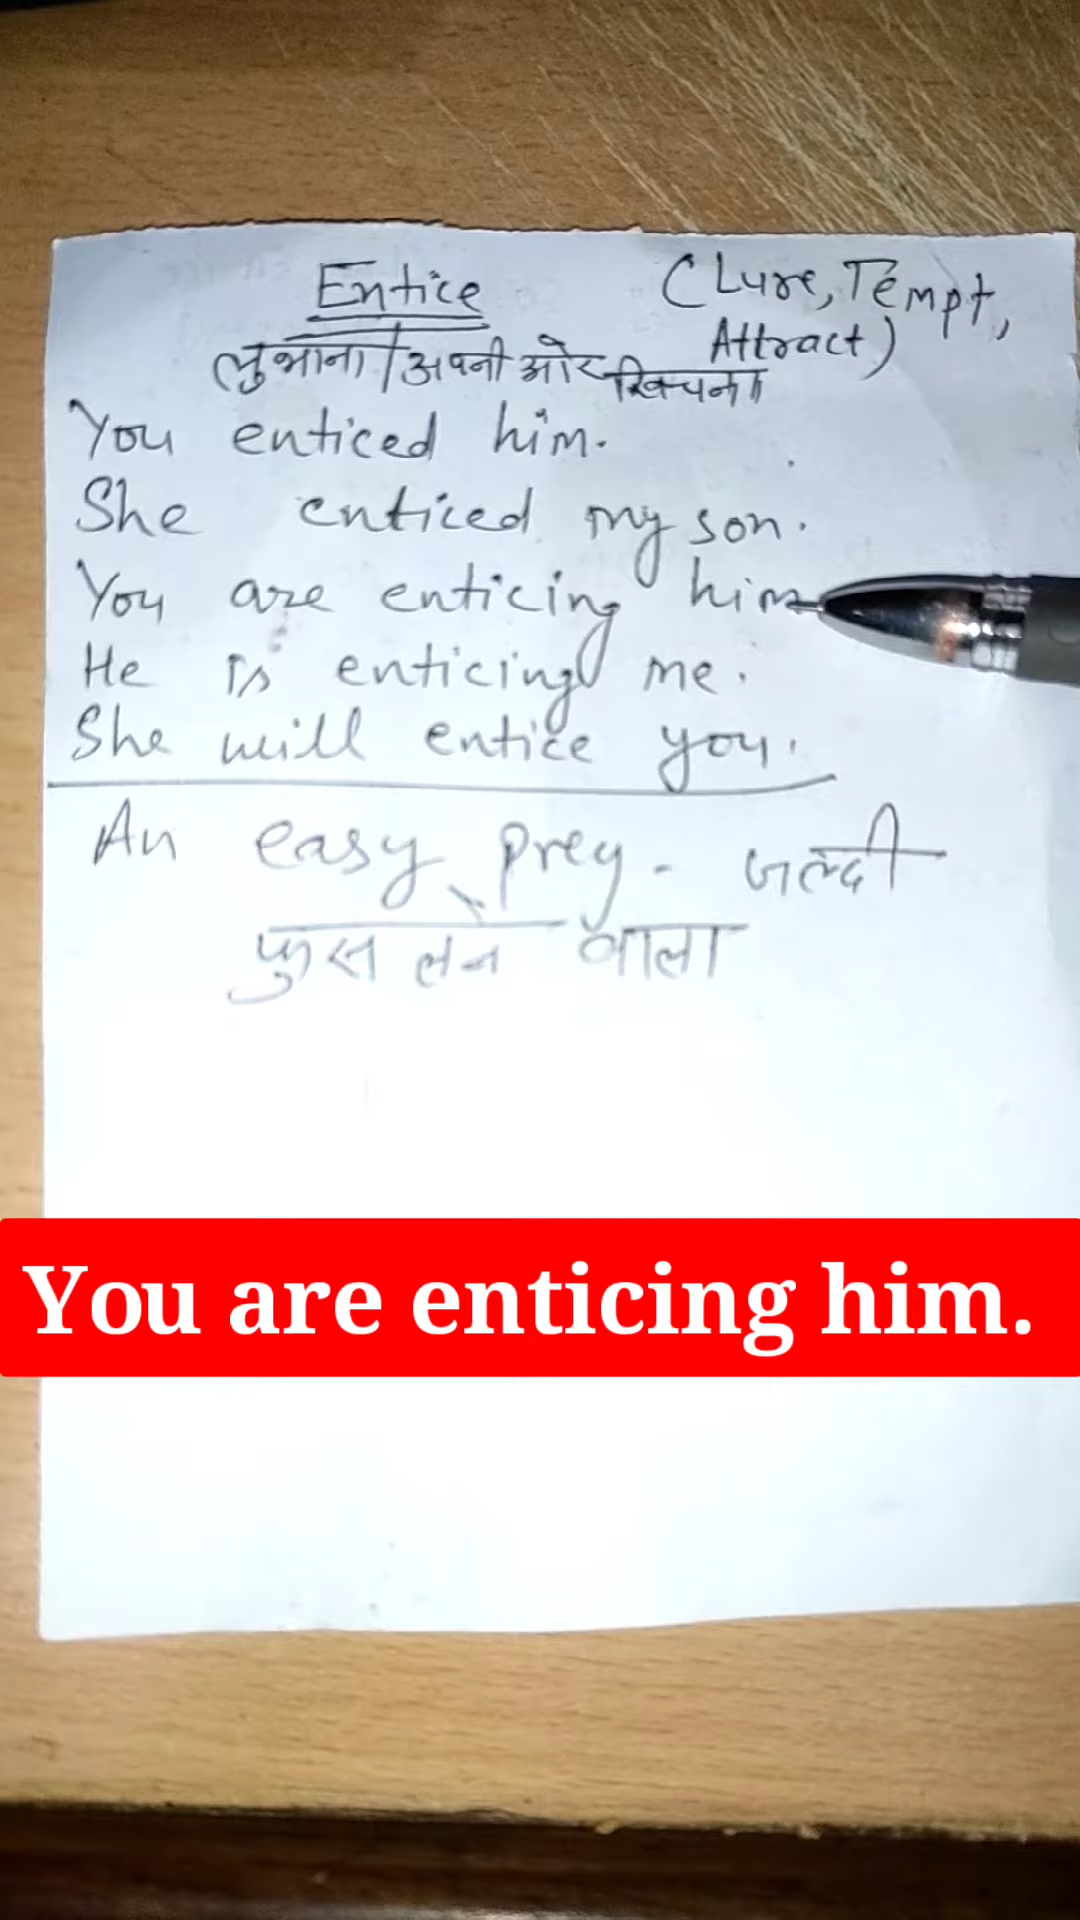 Entice (Lure, Tempt,
Attract)
लुभाना/अपनी ओर खिचना
You enticed him.
She enticed my son.
You are enticing him
He is enticing me.
She will entice you.
An easy prey - जल्दी
फुसलने वाला
You are enticing him.